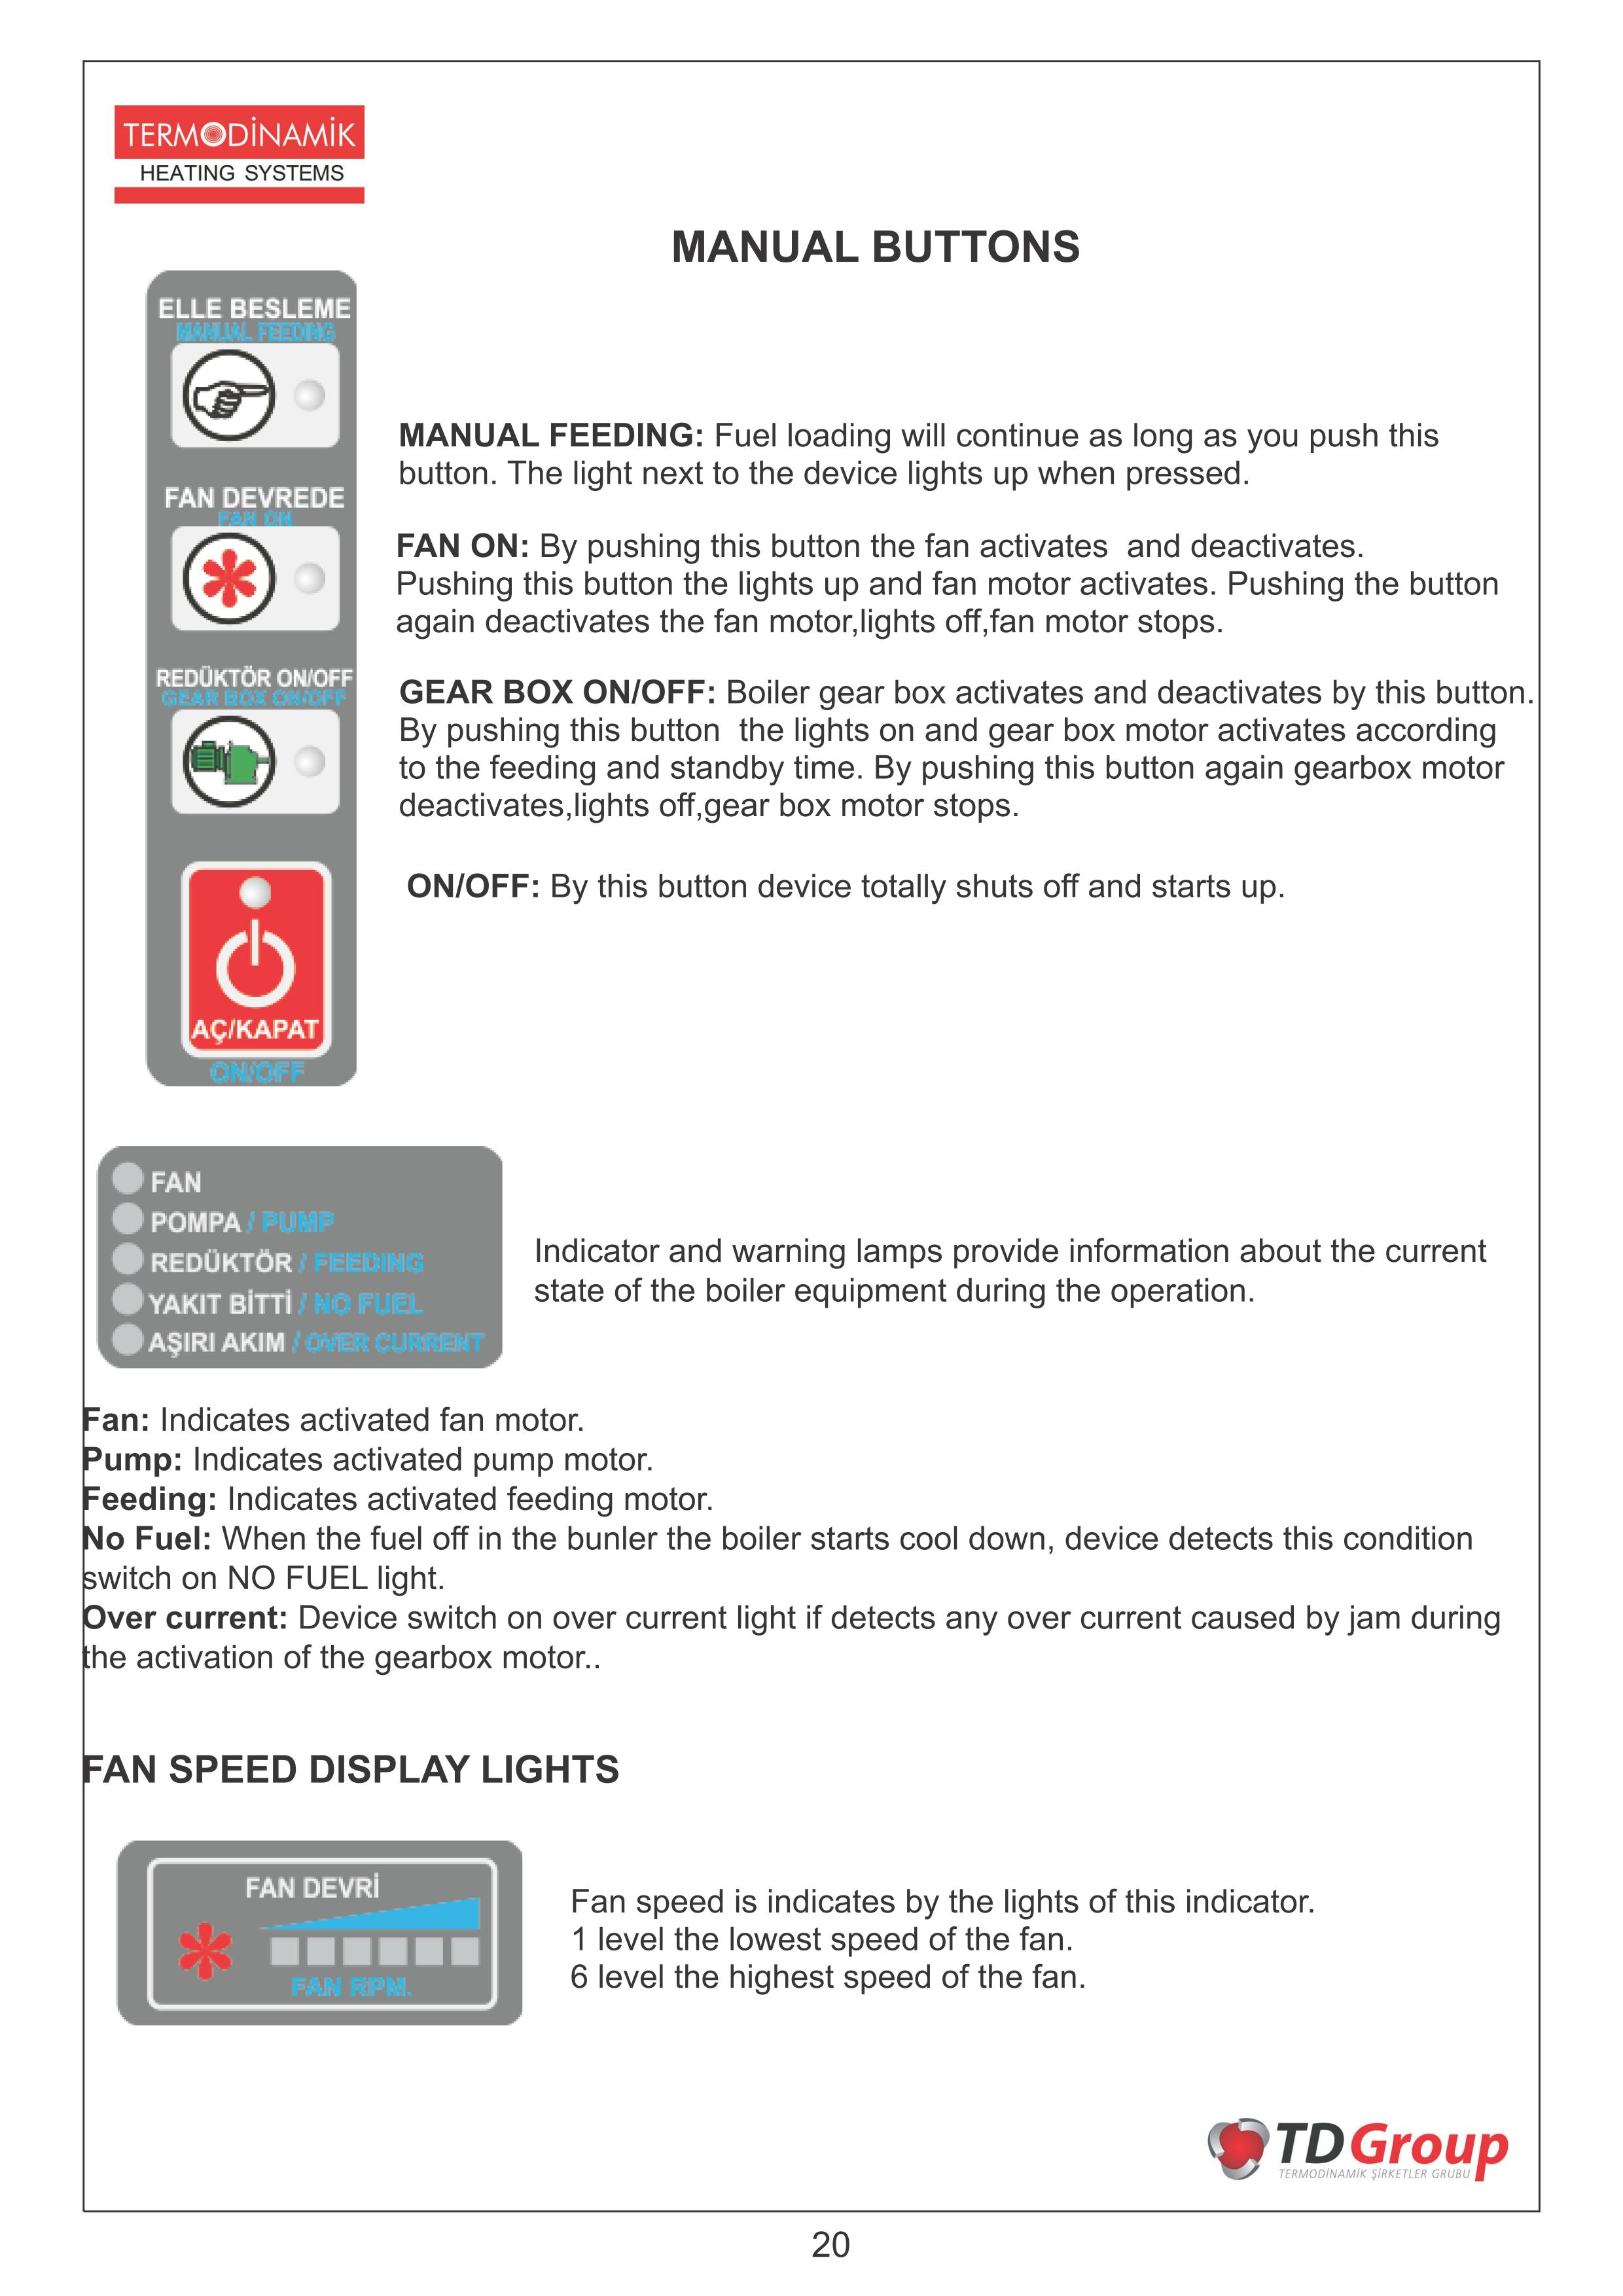 TERMODİNAMİK
HEATING SYSTEMS
MANUAL BUTTONS
ELLE BESLEME
MANUAL FEEDING
FAN DEVREDE
FAN ON
REDÜKTÖR ON/OFF
GEAR BOX ON/OFF
AÇ/KAPAT
ON/OFF
MANUAL FEEDING: Fuel loading will continue as long as you push this
button. The light next to the device lights up when pressed.
FAN ON: By pushing this button the fan activates  and deactivates.
Pushing this button the lights up and fan motor activates. Pushing the button
again deactivates the fan motor,lights off,fan motor stops.
GEAR BOX ON/OFF: Boiler gear box activates and deactivates by this button.
By pushing this button  the lights on and gear box motor activates according
to the feeding and standby time. By pushing this button again gearbox motor
deactivates,lights off,gear box motor stops.
ON/OFF: By this button device totally shuts off and starts up.
FAN
POMPA / PUMP
REDÜKTÖR / FEEDING
YAKIT BİTTİ / NO FUEL
AŞIRI AKIM / OVER CURRENT
Indicator and warning lamps provide information about the current
state of the boiler equipment during the operation.
Fan: Indicates activated fan motor.
Pump: Indicates activated pump motor.
Feeding: Indicates activated feeding motor.
No Fuel: When the fuel off in the bunler the boiler starts cool down, device detects this condition
switch on NO FUEL light.
Over current: Device switch on over current light if detects any over current caused by jam during
the activation of the gearbox motor..
FAN SPEED DISPLAY LIGHTS
FAN DEVRİ
FAN RPM.
Fan speed is indicates by the lights of this indicator.
1 level the lowest speed of the fan.
6 level the highest speed of the fan.
TD Group
TERMODİNAMİK ŞİRKETLER GRUBU
20